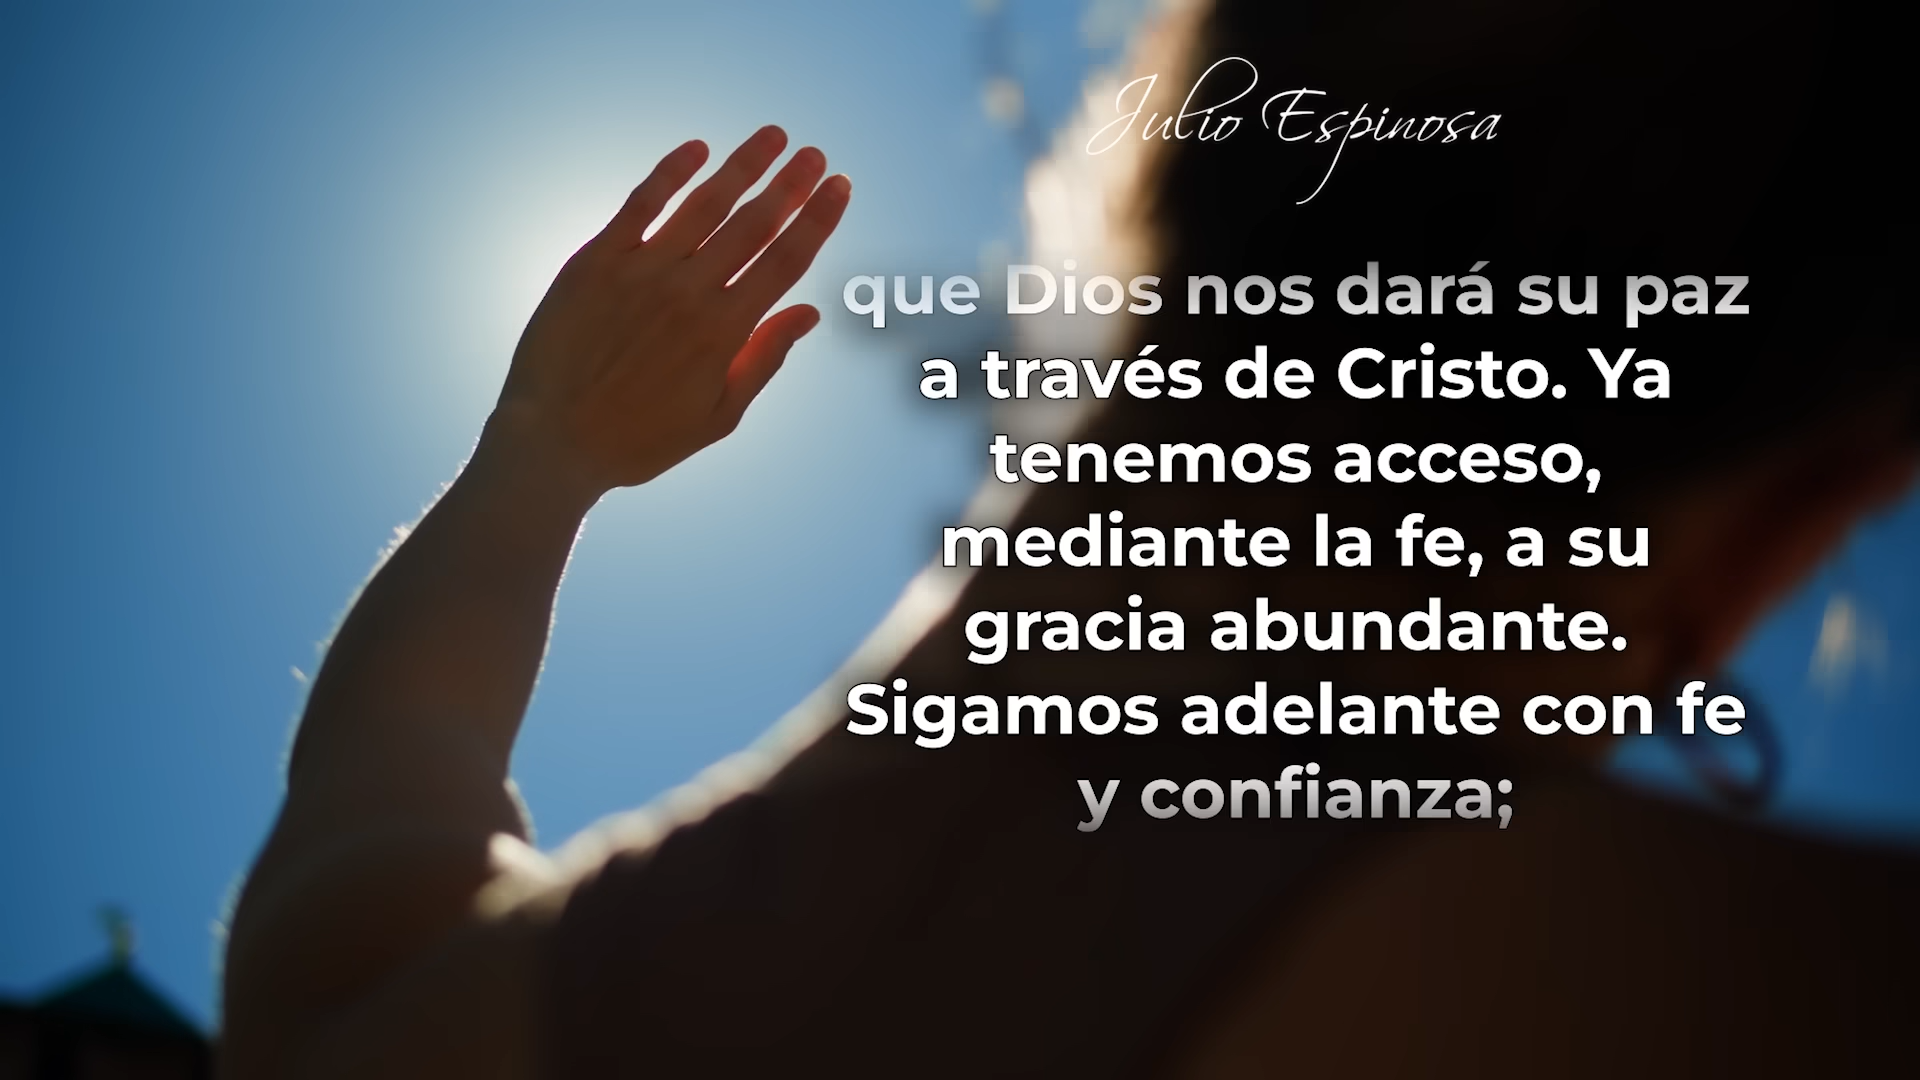 Julio Espinosa
que Dios nos dará su paz
a través de Cristo. Ya
tenemos acceso,
mediante la fe, a su
gracia abundante.
Sigamos adelante con fe
y confianza;